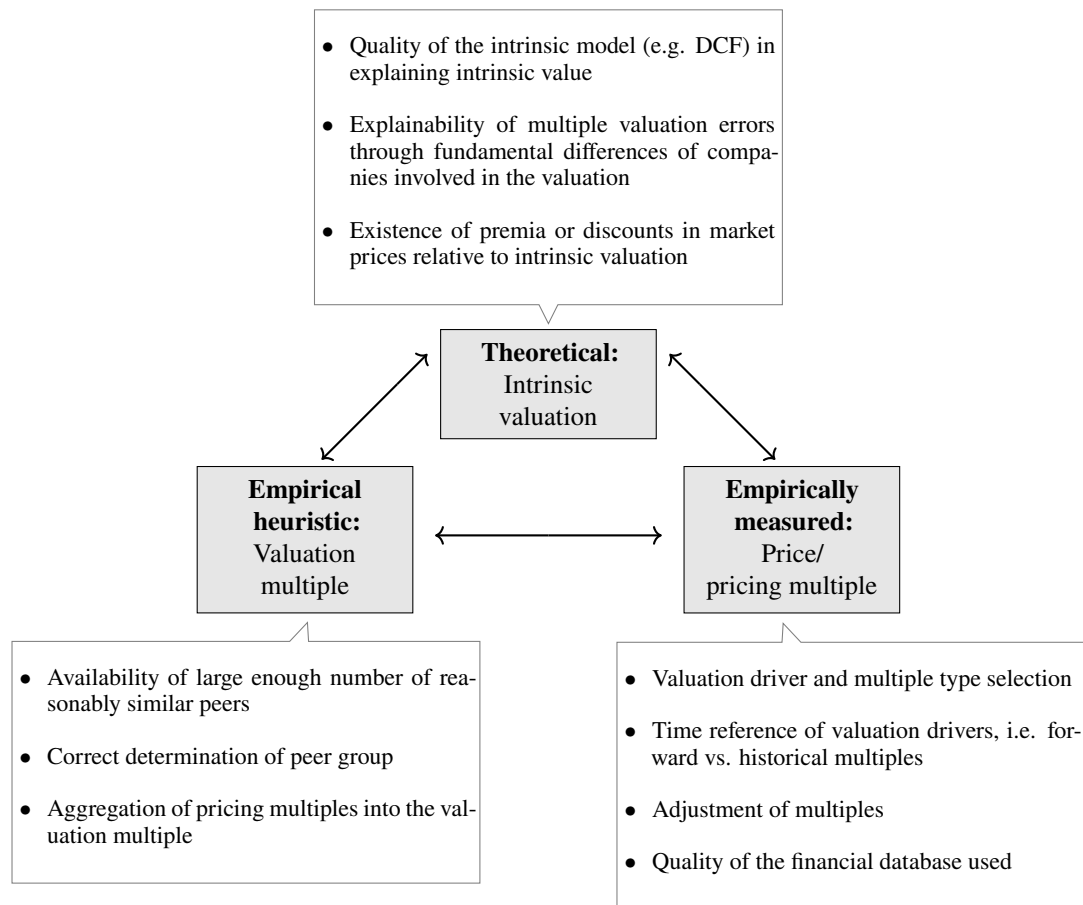 • Quality of the intrinsic model (e.g. DCF) in
explaining intrinsic value
• Explainability of multiple valuation errors
through fundamental differences of compa-
nies involved in the valuation
• Existence of premia or discounts in market
prices relative to intrinsic valuation
Theoretical:
Intrinsic
valuation
Empirical
heuristic:
Valuation
multiple
Empirically
measured:
Price/
pricing multiple
• Availability of large enough number of rea-
sonably similar peers
• Correct determination of peer group
• Aggregation of pricing multiples into the val-
uation multiple
• Valuation driver and multiple type selection
• Time reference of valuation drivers, i.e. for-
ward vs. historical multiples
• Adjustment of multiples
• Quality of the financial database used